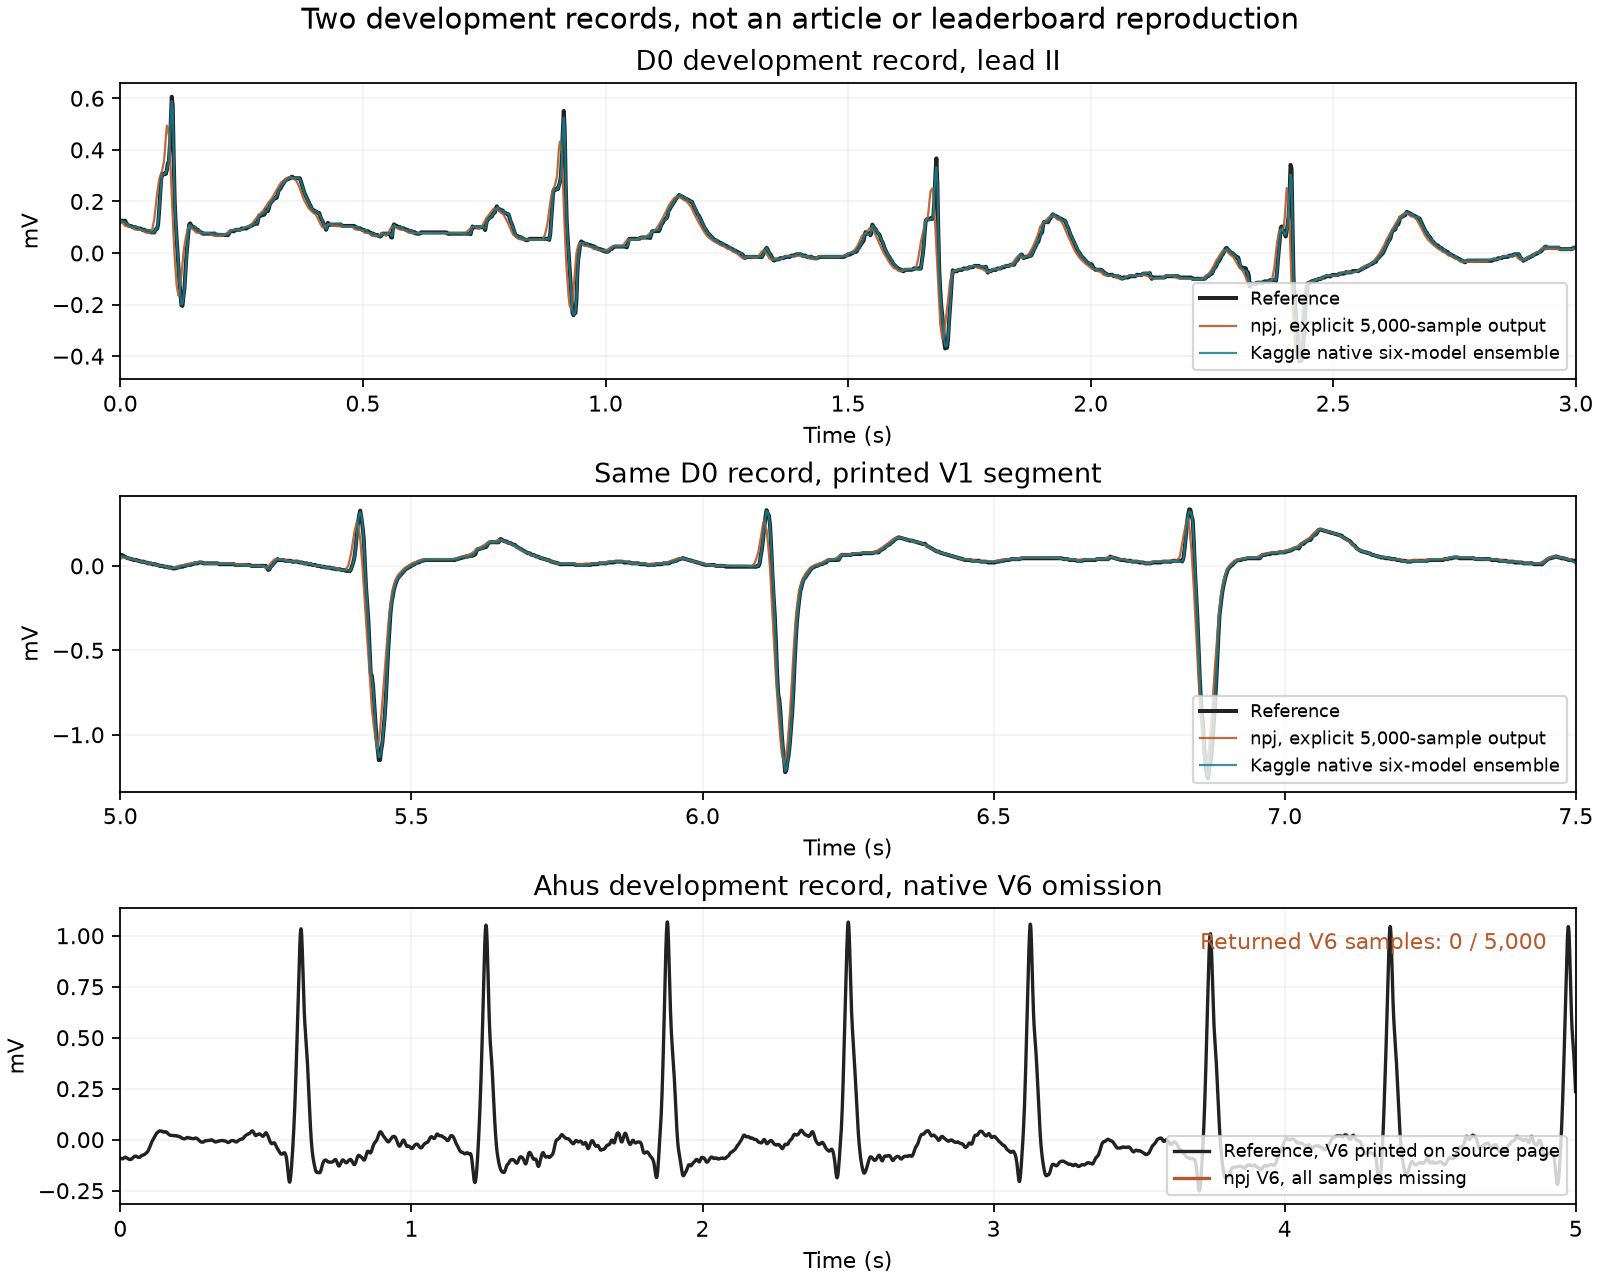 Two development records, not an article or leaderboard reproduction
D0 development record, lead II
0.6
0.4
0.2
0.0
−0.2
−0.4
mV
Reference
npj, explicit 5,000-sample output
Kaggle native six-model ensemble
0.0 0.5 1.0 1.5 2.0 2.5 3.0
Time (s)
Same D0 record, printed V1 segment
0.0
−0.5
−1.0
mV
Reference
npj, explicit 5,000-sample output
Kaggle native six-model ensemble
5.0 5.5 6.0 6.5 7.0 7.5
Time (s)
Ahus development record, native V6 omission
1.00
0.75
0.50
0.25
0.00
−0.25
mV
Returned V6 samples: 0 / 5,000
Reference, V6 printed on source page
npj V6, all samples missing
0 1 2 3 4 5
Time (s)